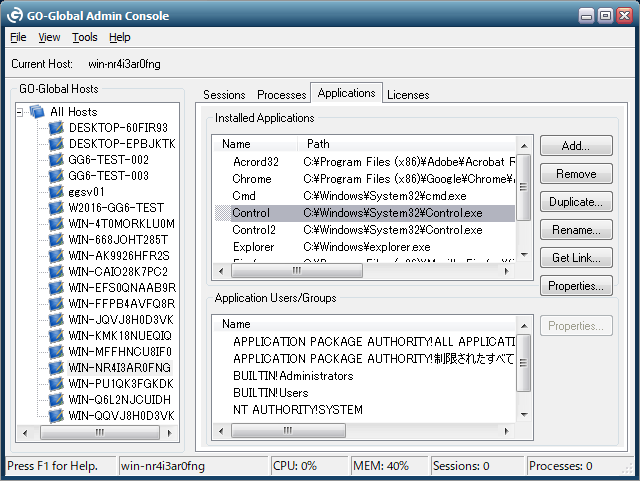 GO-Global Admin Console
File View Tools Help
Current Host: win-nr4i3ar0fng
GO-Global Hosts
All Hosts
DESKTOP-60FIR93
DESKTOP-EPBJKTK
GG6-TEST-002
GG6-TEST-003
ggsv01
W2016-GG6-TEST
WIN-4T0MORKLU0M
WIN-668JOHT285T
WIN-AK9926HFR2S
WIN-CAIO28K7PC2
WIN-EFS0QNAAB9R
WIN-FFPB4AVFQ8R
WIN-JQVJ8H0D3VK
WIN-KMK18NUEQIQ
WIN-MFFHNCU8IF0
WIN-NR4I3AR0FNG
WIN-PU1QK3FGKDK
WIN-Q6L2NJCUIDH
WIN-QQVJ8H0D3VK
Sessions Processes Applications Licenses
Installed Applications
Name Path
Acrord32 C:¥Program Files (x86)¥Adobe¥Acrobat R
Chrome C:¥Program Files (x86)¥Google¥Chrome¥
Cmd C:¥Windows¥System32¥cmd.exe
Control C:¥Windows¥System32¥Control.exe
Control2 C:¥Windows¥System32¥Control.exe
Explorer C:¥Windows¥explorer.exe
Add...
Remove
Duplicate...
Rename...
Get Link...
Properties...
Application Users/Groups
Name
APPLICATION PACKAGE AUTHORITY!ALL APPLICATI
APPLICATION PACKAGE AUTHORITY!制限されたすべて
BUILTIN!Administrators
BUILTIN!Users
NT AUTHORITY!SYSTEM
Properties...
Press F1 for Help. win-nr4i3ar0fng CPU: 0% MEM: 40% Sessions: 0 Processes: 0